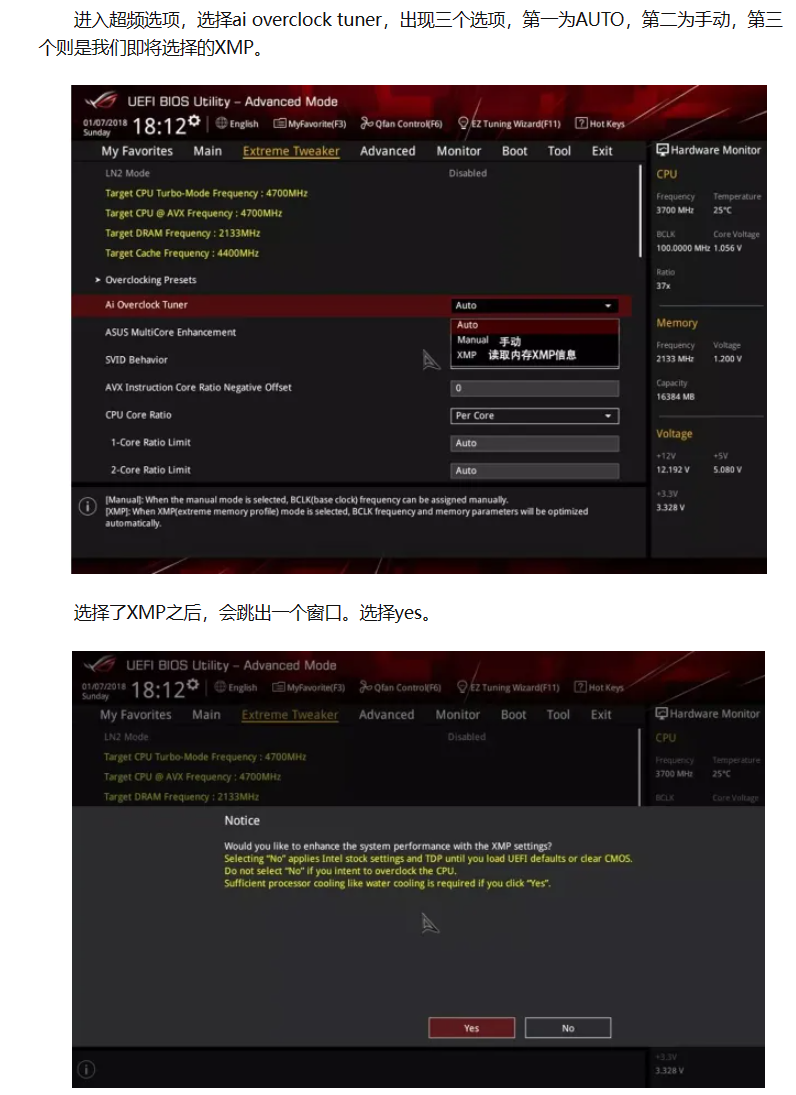 进入超频选项，选择ai overclock tuner，出现三个选项，第一为AUTO，第二为手动，第三
个则是我们即将选择的XMP。
UEFI BIOS Utility – Advanced Mode
01/07/2018 Sunday 18:12 English MyFavorite(F3) Qfan Control(F6) EZ Tuning Wizard(F11) ? Hot Keys
My Favorites Main Extreme Tweaker Advanced Monitor Boot Tool Exit
Hardware Monitor
LN2 Mode Disabled
Target CPU Turbo-Mode Frequency : 4700MHz
Target CPU @ AVX Frequency : 4700MHz
Target DRAM Frequency : 2133MHz
Target Cache Frequency : 4400MHz
Overclocking Presets
Ai Overclock Tuner Auto
Auto
Manual 手动
XMP 读取内存XMP信息
ASUS MultiCore Enhancement
SVID Behavior
AVX Instruction Core Ratio Negative Offset 0
CPU Core Ratio Per Core
1-Core Ratio Limit Auto
2-Core Ratio Limit Auto
[Manual]: When the manual mode is selected, BCLK(base clock) frequency can be assigned manually.
[XMP]: When XMP(extreme memory profile) mode is selected, BCLK frequency and memory parameters will be optimized
automatically.
CPU
Frequency Temperature
3700 MHz 25°C
BCLK Core Voltage
100.0000 MHz 1.056 V
Ratio
37x
Memory
Frequency Voltage
2133 MHz 1.200 V
Capacity
16384 MB
Voltage
+12V +5V
12.192 V 5.080 V
+3.3V
3.328 V
选择了XMP之后，会跳出一个窗口。选择yes。
UEFI BIOS Utility – Advanced Mode
01/07/2018 Sunday 18:12 English MyFavorite(F3) Qfan Control(F6) EZ Tuning Wizard(F11) ? Hot Keys
My Favorites Main Extreme Tweaker Advanced Monitor Boot Tool Exit
Hardware Monitor
LN2 Mode Disabled
Target CPU Turbo-Mode Frequency : 4700MHz
Target CPU @ AVX Frequency : 4700MHz
Target DRAM Frequency : 2133MHz
CPU
Frequency Temperature
3700 MHz 25°C
BCLK Core Voltage
Notice
Would you like to enhance the system performance with the XMP settings?
Selecting “No” applies Intel stock settings and TDP until you load UEFI defaults or clear CMOS.
Do not select “No” if you intent to overclock the CPU.
Sufficient processor cooling like water cooling is required if you click “Yes”.
Yes No
+3.3V
3.328 V